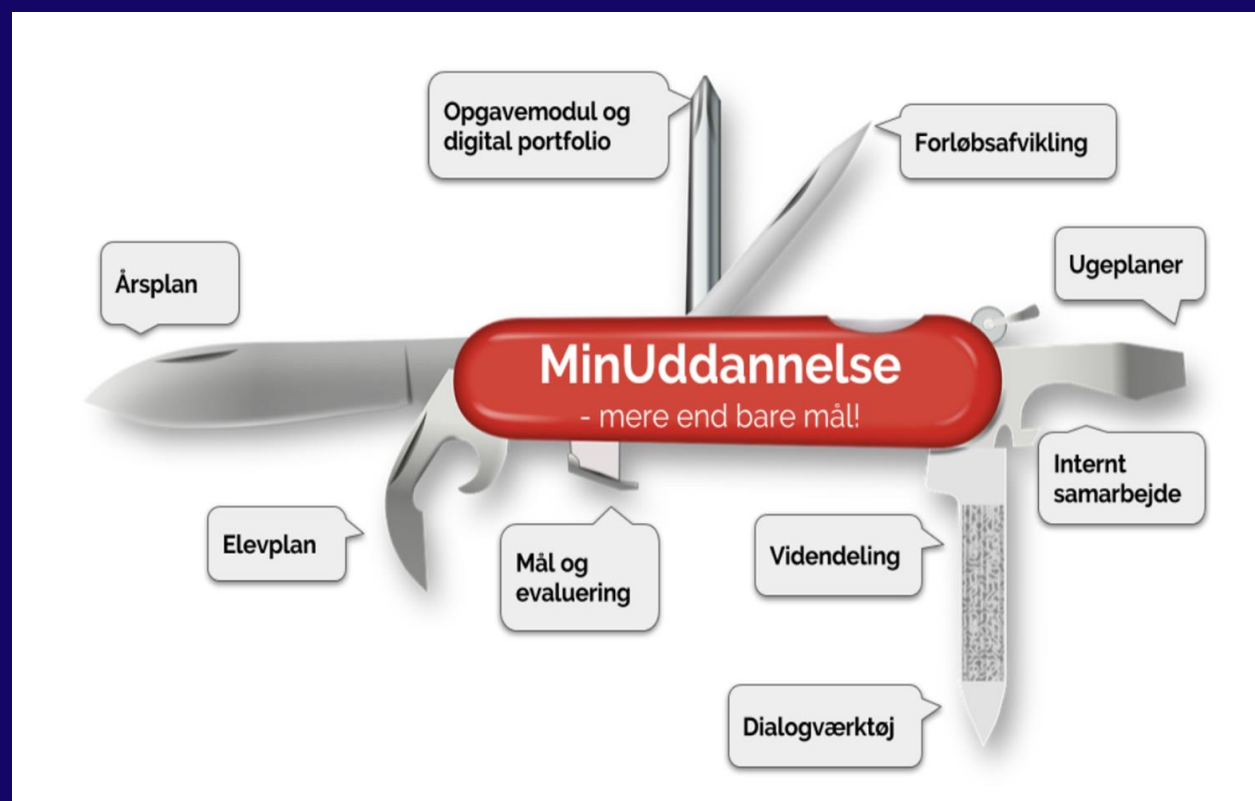 Opgavemodul og
digital portfolio
Forløbsafvikling
Ugeplaner
Årsplan
MinUddannelse
- mere end bare mål!
Internt
samarbejde
Elevplan
Mål og
evaluering
Videndeling
Dialogværktøj